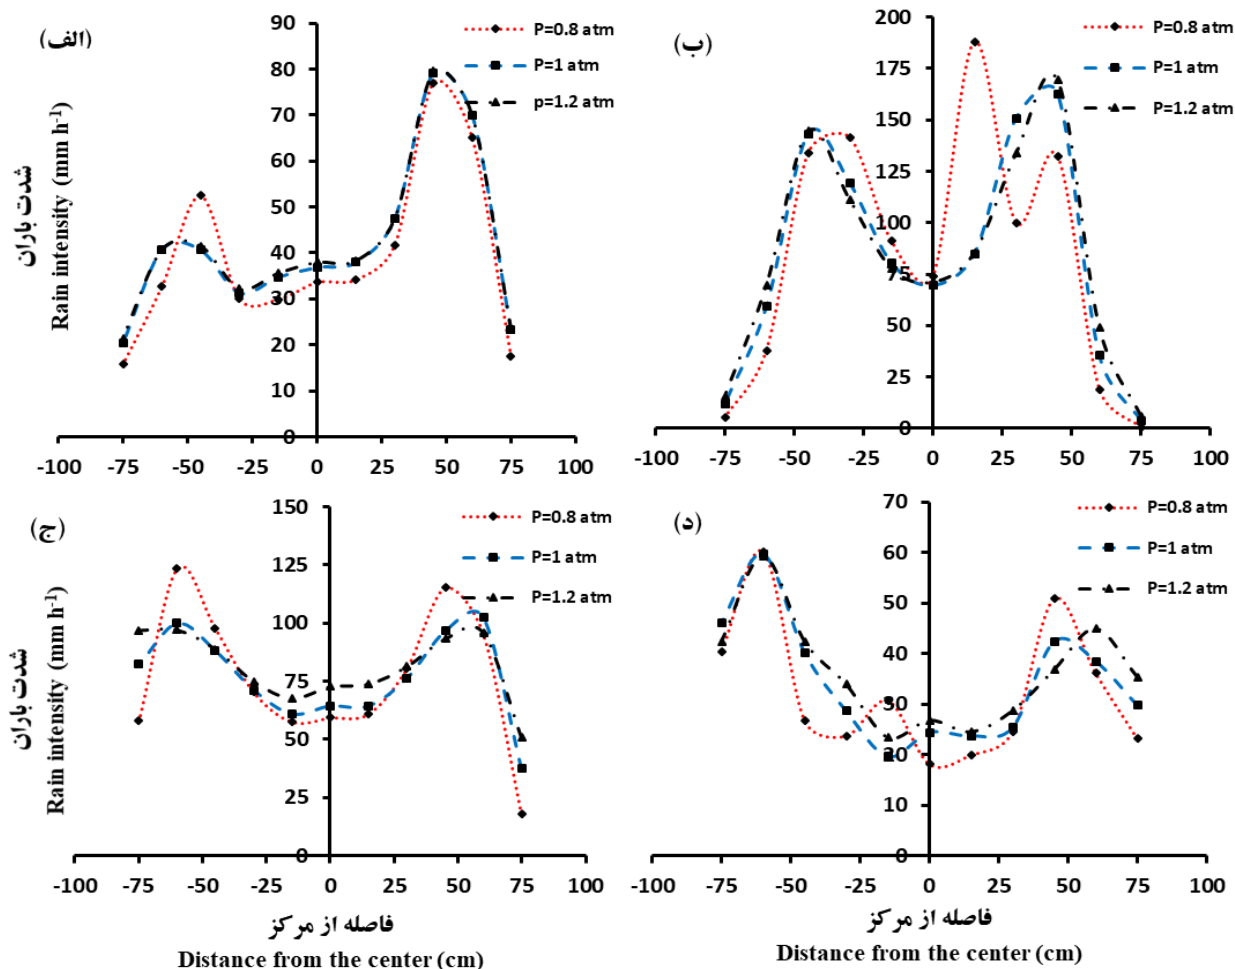 (الف)
P=0.8 atm
P=1 atm
p=1.2 atm
90
80
70
60
50
40
30
20
10
0
-100 -75 -50 -25 0 25 50 75 100
شدت باران
Rain intensity (mm h-1)
(ب)
P=0.8 atm
P=1 atm
P=1.2 atm
200
175
150
125
100
75
50
25
0
-100 -75 -50 -25 0 25 50 75 100
(ج)
P=0.8 atm
P=1 atm
P=1.2 atm
150
125
100
75
50
25
0
-100 -75 -50 -25 0 25 50 75 100
شدت باران
Rain intensity (mm h-1)
فاصله از مرکز
Distance from the center (cm)
(د)
P=0.8 atm
P=1 atm
P=1.2 atm
70
60
50
40
30
20
10
0
-100 -75 -50 -25 0 25 50 75 100
فاصله از مرکز
Distance from the center (cm)